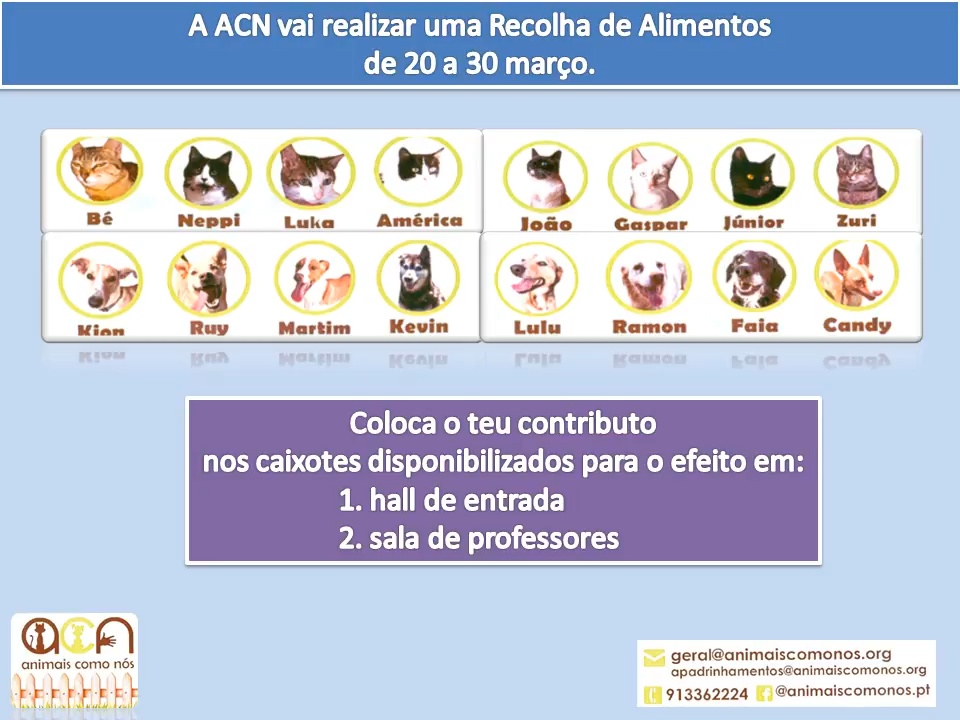 A ACN vai realizar uma Recolha de Alimentos
de 20 a 30 março.
Bé Neppi Luka América João Gaspar Júnior Zuri
Kion Ruy Martim Kevin Lulu Ramon Faia Candy
Coloca o teu contributo
nos caixotes disponibilizados para o efeito em:
1. hall de entrada
2. sala de professores
acn
animais como nós
geral@animaiscomonos.org
apadrinhamentos@animaiscomonos.org
913362224 @animaiscomonos.pt